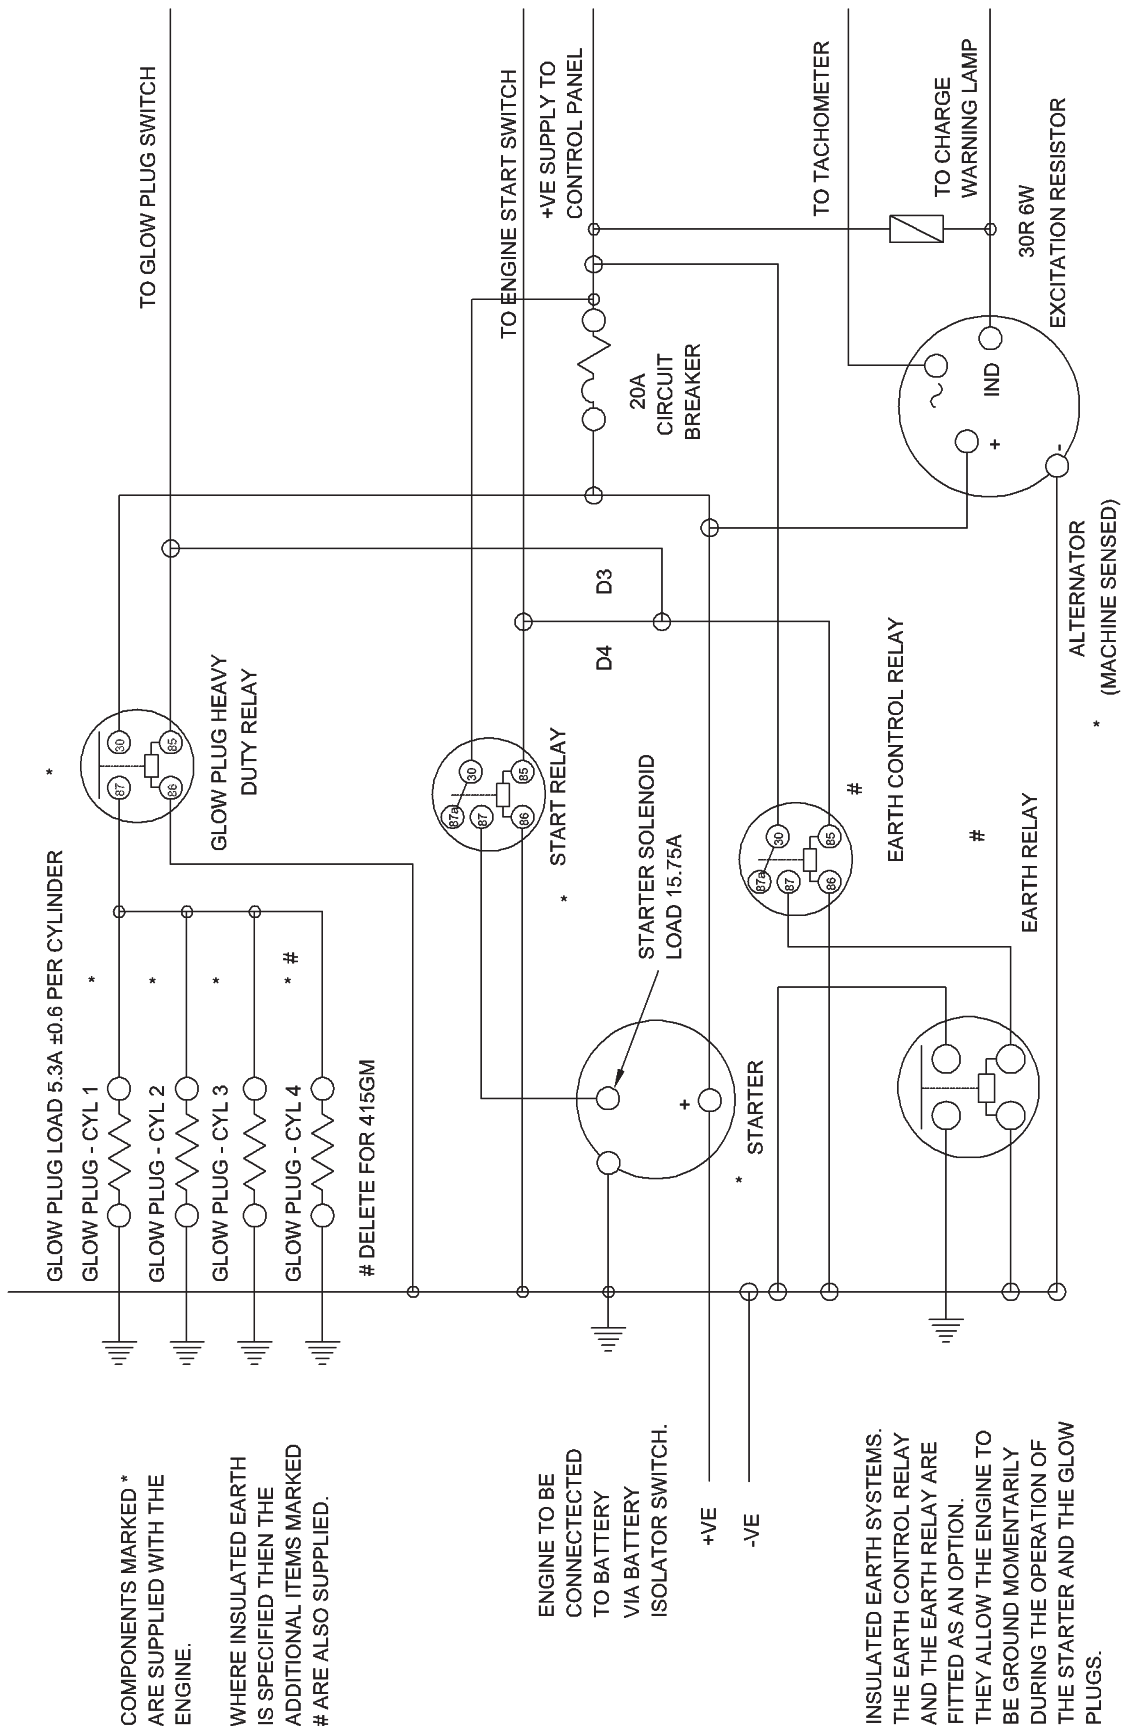 COMPONENTS MARKED *
ARE SUPPLIED WITH THE
ENGINE.
WHERE INSULATED EARTH
IS SPECIFIED THEN THE
ADDITIONAL ITEMS MARKED
# ARE ALSO SUPPLIED.
ENGINE TO BE
CONNECTECTED
TO BATTERY
VIA BATTERY
ISOLATOR SWITCH.
+VE
-VE
INSULATED EARTH SYSTEMS.
THE EARTH CONTROL RELAY
AND THE EARTH RELAY ARE
FITTED AS AN OPTION.
THEY ALLOW THE ENGINE TO
BE GROUND MOMENTARILY
DURING THE OPERATION OF
THE STARTER AND THE GLOW
PLUGS.
GLOW PLUG LOAD 5.3A ±0.6 PER CYLINDER
GLOW PLUG - CYL 1
*
GLOW PLUG - CYL 2
*
GLOW PLUG - CYL 3
*
GLOW PLUG - CYL 4
* #
# DELETE FOR 415GM
*
87
30
86
85
GLOW PLUG HEAVY
DUTY RELAY
87a
30
87
86
85
START RELAY
*
STARTER SOLENOID
LOAD 15.75A
+
STARTER
*
87a
30
87
86
85
#
EARTH CONTROL RELAY
#
EARTH RELAY
D4
D3
20A
CIRCUIT
BREAKER
TO GLOW PLUG SWITCH
TO ENGINE START SWITCH
+VE SUPPLY TO
CONTROL PANEL
TO TACHOMETER
TO CHARGE
WARNING LAMP
30R 6W
EXCITATION RESISTOR
~
IND
+
-
ALTERNATOR
(MACHINE SENSED)
*